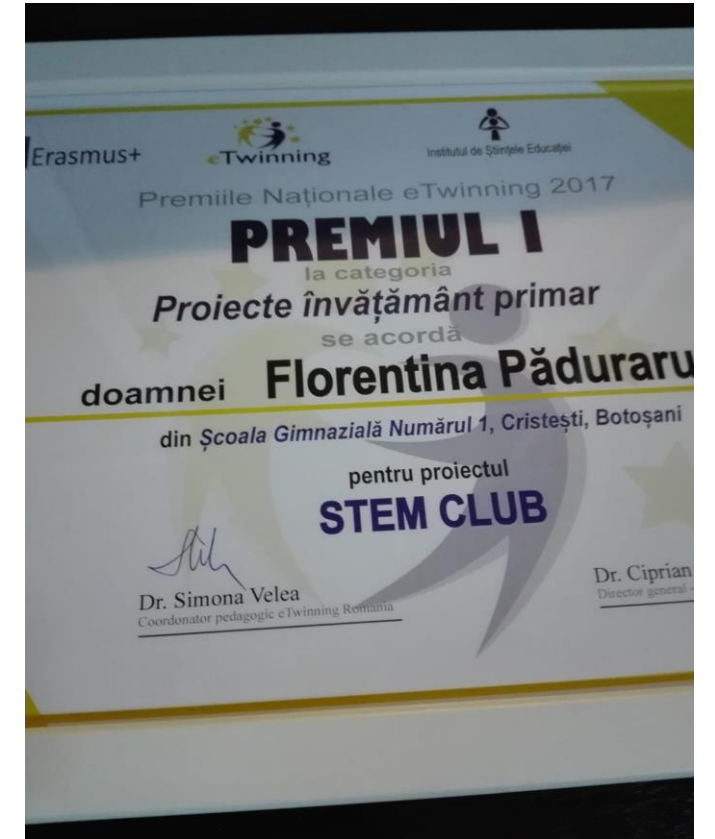 Erasmus+
eTwinning
Institutul de Științele Educației
Premiile Naționale eTwinning 2017
PREMIUL I
la categoria
Proiecte învățământ primar
se acordă
doamnei Florentina Păduraru
din Școala Gimnazială Numărul 1, Cristești, Botoșani
pentru proiectul
STEM CLUB
Dr. Simona Velea
Coordonator pedagogic eTwinning România
Dr. Ciprian
Director general -